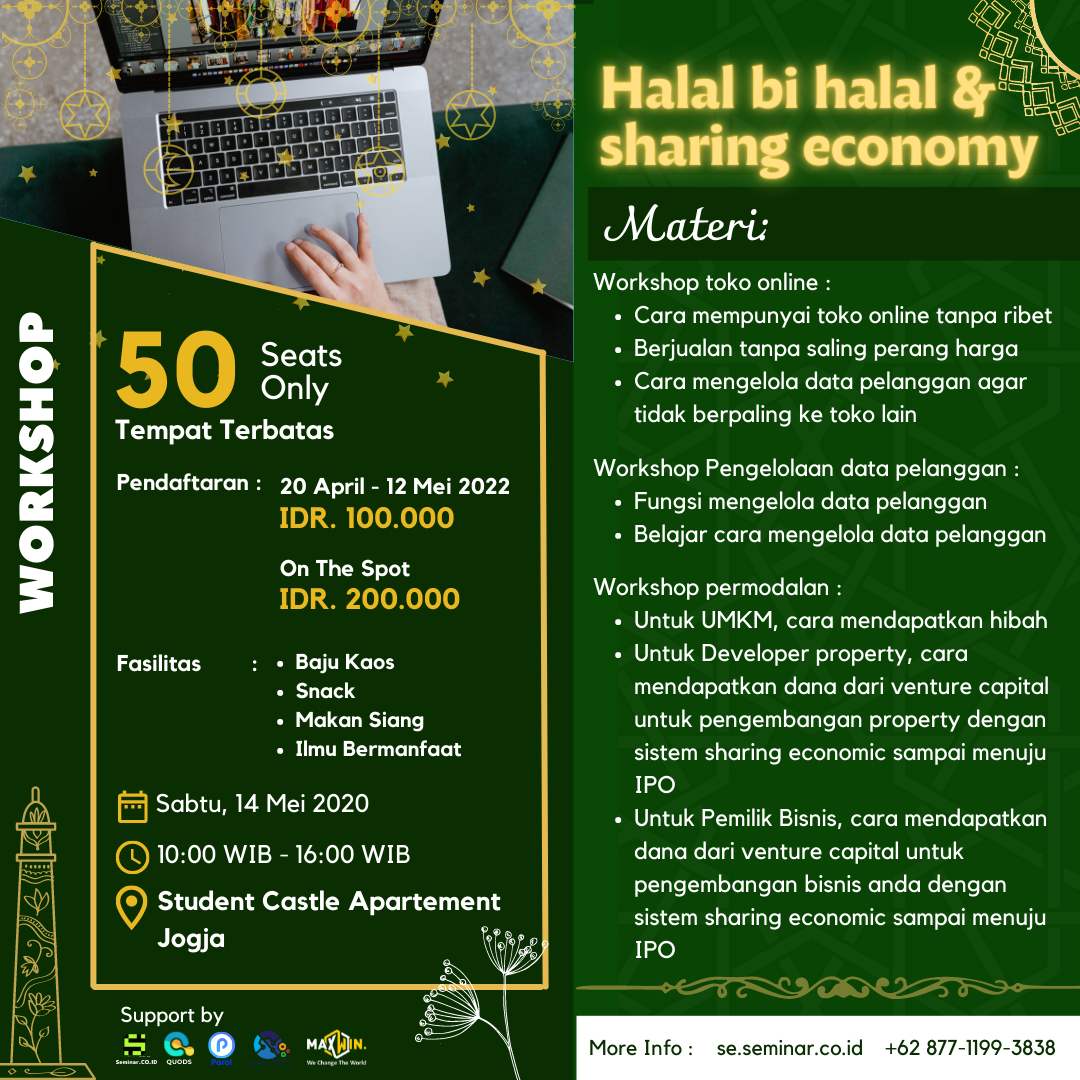 WORKSHOP
50
Seats
Only
Tempat Terbatas
Pendaftaran :
20 April - 12 Mei 2022
IDR. 100.000
On The Spot
IDR. 200.000
Fasilitas :
• Baju Kaos
• Snack
• Makan Siang
• Ilmu Bermanfaat
Sabtu, 14 Mei 2020
10:00 WIB - 16:00 WIB
Student Castle Apartement
Jogja
Support by
Seminar.CO.ID
QUODS
Parol
MAXWIN.
We Change The World
Halal bi halal &
sharing economy
Materi:
Workshop toko online :
• Cara mempunyai toko online tanpa ribet
• Berjualan tanpa saling perang harga
• Cara mengelola data pelanggan agar
tidak berpaling ke toko lain
Workshop Pengelolaan data pelanggan :
• Fungsi mengelola data pelanggan
• Belajar cara mengelola data pelanggan
Workshop permodalan :
• Untuk UMKM, cara mendapatkan hibah
• Untuk Developer property, cara
mendapatkan dana dari venture capital
untuk pengembangan property dengan
sistem sharing economic sampai menuju
IPO
• Untuk Pemilik Bisnis, cara mendapatkan
dana dari venture capital untuk
pengembangan bisnis anda dengan
sistem sharing economic sampai menuju
IPO
More Info : se.seminar.co.id +62 877-1199-3838